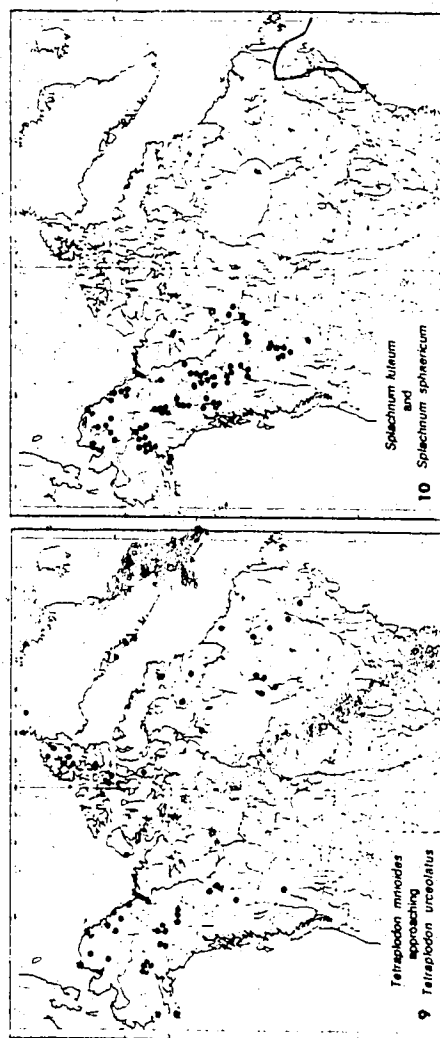 Tetraplodon mnioides
approaching
9 Tetraplodon urceolatus
Splachnum luteum
and
10 Splachnum sphaericum